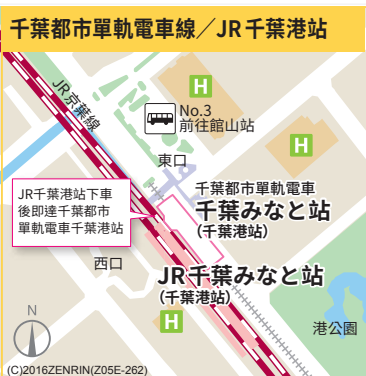 千葉都市單軌電車線／JR千葉港站
JR京葉線
H
No.3
前往館山站
H
東口
JR千葉港站下車
後即達千葉都市
單軌電車千葉港站
千葉都市單軌電車
千葉みなと站
(千葉港站)
西口
JR千葉みなと站
(千葉港站)
H
港公園
N
(C)2016ZENRIN(Z05E-262)